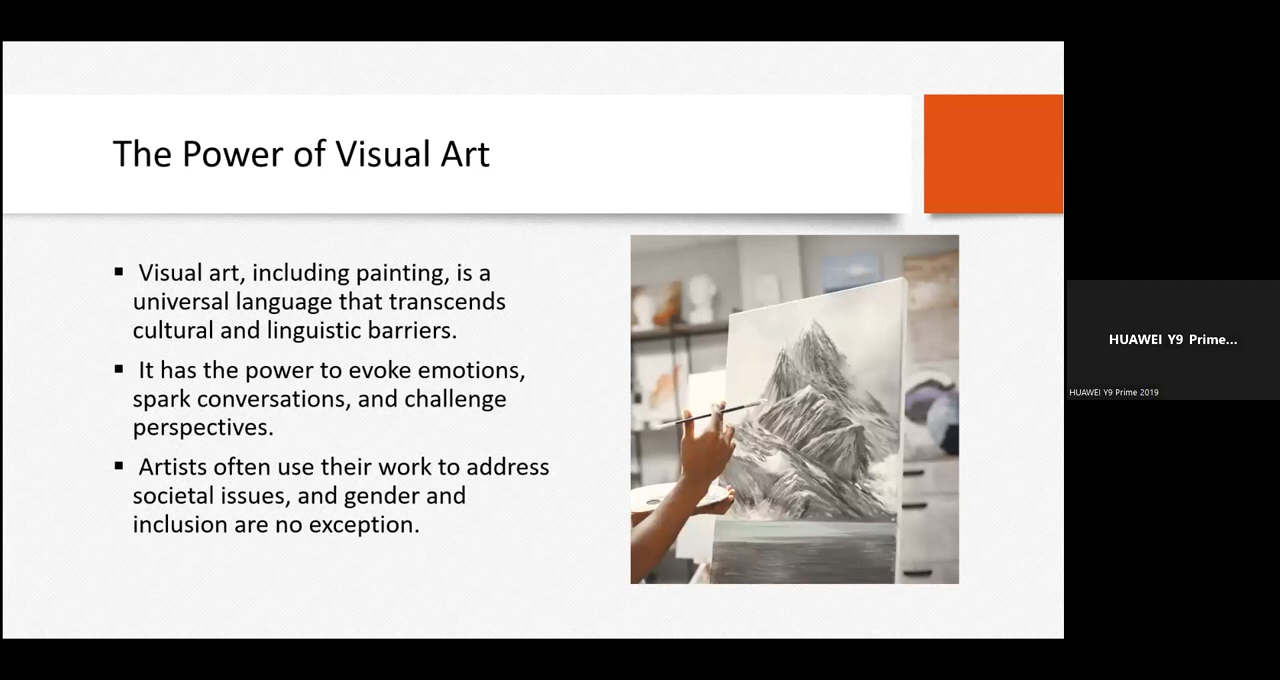 The Power of Visual Art
▪ Visual art, including painting, is a
universal language that transcends
cultural and linguistic barriers.
▪ It has the power to evoke emotions,
spark conversations, and challenge
perspectives.
▪ Artists often use their work to address
societal issues, and gender and
inclusion are no exception.
HUAWEI Y9 Prime...
HUAWEI Y9 Prime 2019